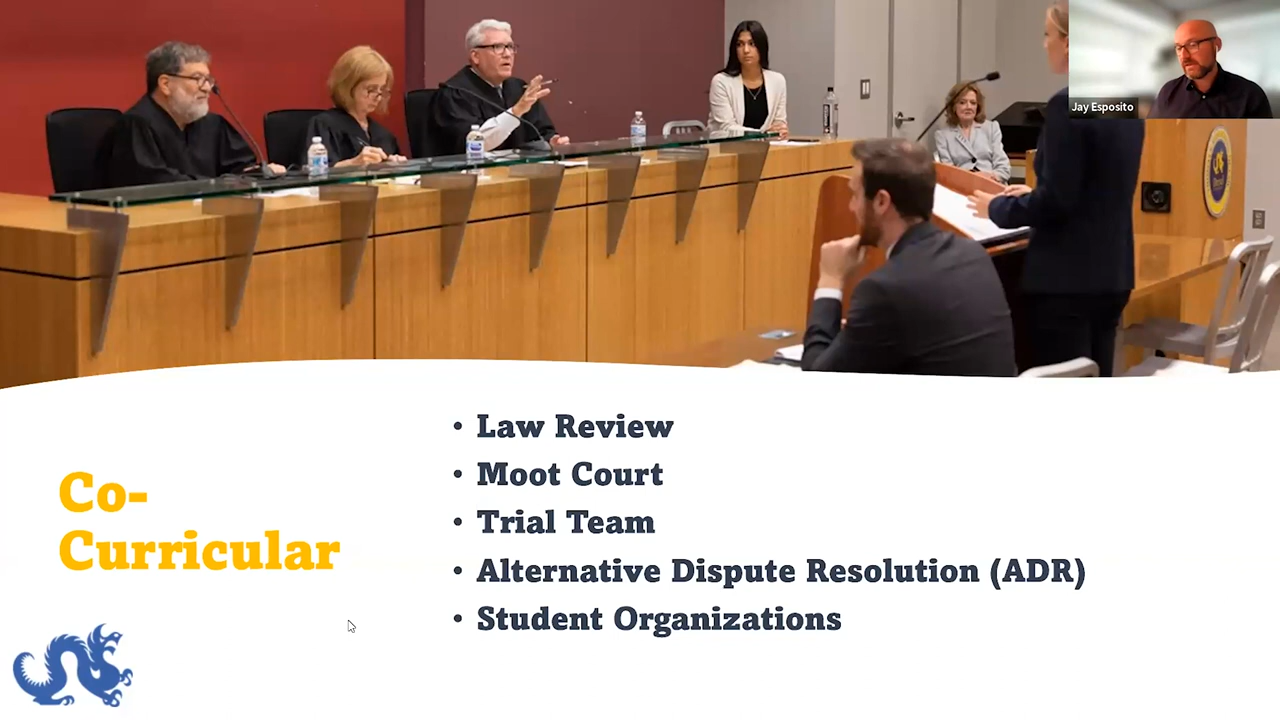 Jay Esposito
Co-
Curricular
• Law Review
• Moot Court
• Trial Team
• Alternative Dispute Resolution (ADR)
• Student Organizations